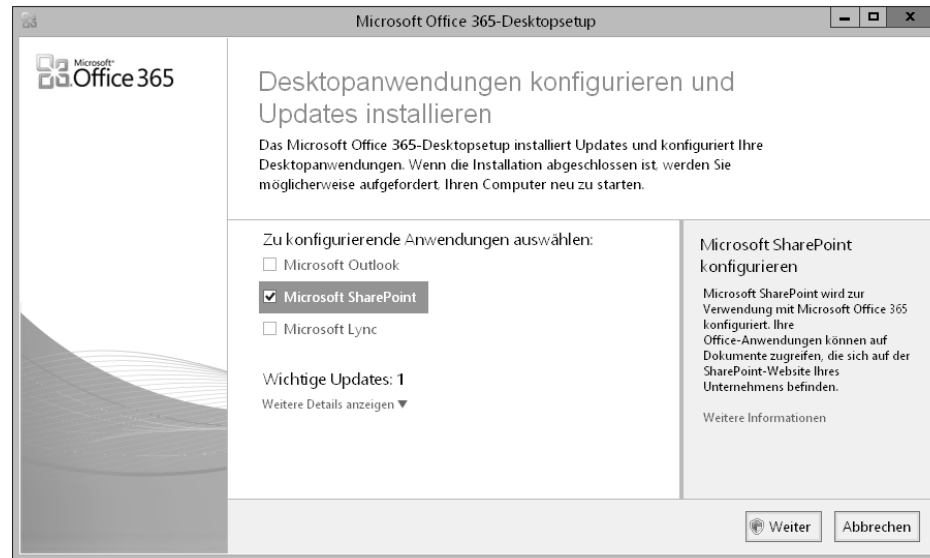 Microsoft Office 365-Desktopsetup
Microsoft®
Office 365
Desktopanwendungen konfigurieren und
Updates installieren
Das Microsoft Office 365-Desktopsetup installiert Updates und konfiguriert Ihre
Desktopanwendungen. Wenn die Installation abgeschlossen ist, werden Sie
möglicherweise aufgefordert, Ihren Computer neu zu starten.
Zu konfigurierende Anwendungen auswählen:
Microsoft Outlook
Microsoft SharePoint
Microsoft Lync
Wichtige Updates: 1
Weitere Details anzeigen ▼
Microsoft SharePoint
konfigurieren
Microsoft SharePoint wird zur
Verwendung mit Microsoft Office 365
konfiguriert. Ihre
Office-Anwendungen können auf
Dokumente zugreifen, die sich auf der
SharePoint-Website Ihres
Unternehmens befinden.
Weitere Informationen
Weiter
Abbrechen